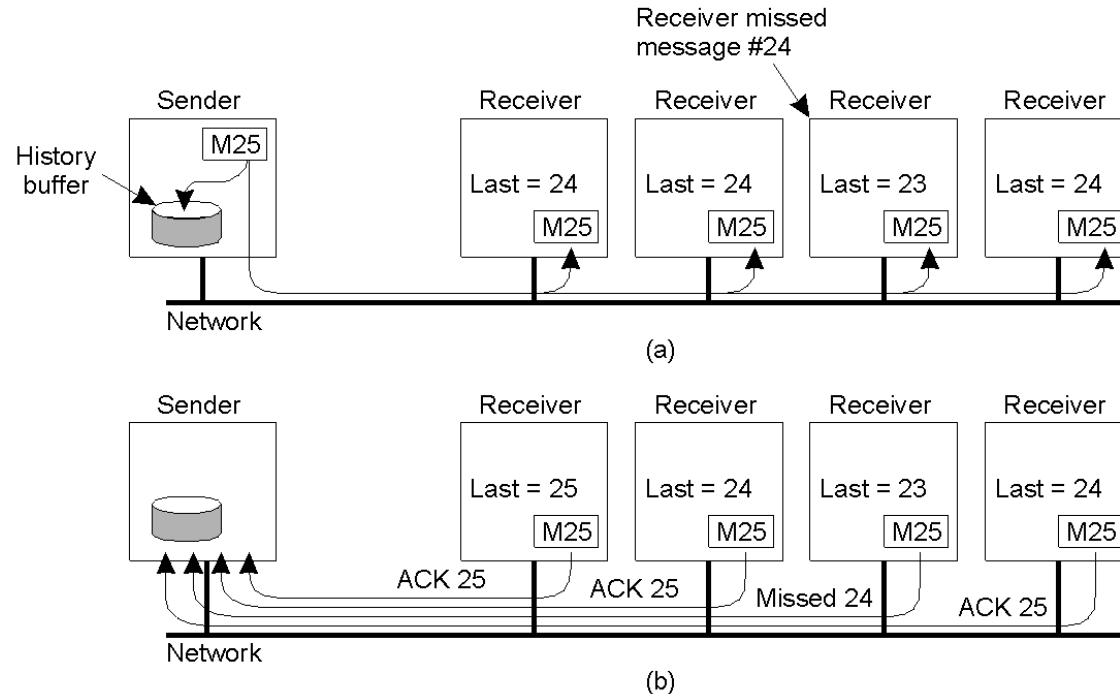 Receiver missed
message #24
Sender
Receiver
Receiver
Receiver
Receiver
History
buffer
M25
Last = 24
Last = 24
Last = 23
Last = 24
M25
M25
M25
M25
Network
(a)
Sender
Receiver
Receiver
Receiver
Receiver
Last = 25
Last = 24
Last = 23
Last = 24
M25
M25
M25
M25
ACK 25
ACK 25
Missed 24
ACK 25
Network
(b)